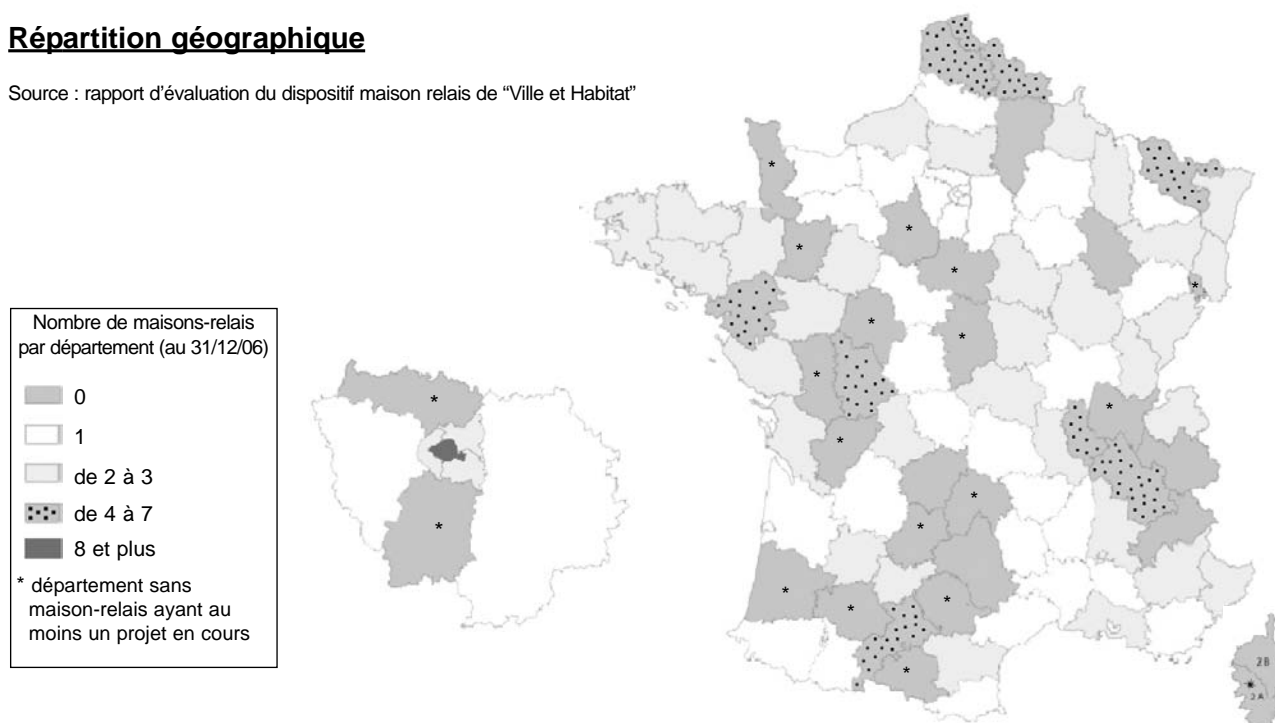 Répartition géographique
Source : rapport d’évaluation du dispositif maison relais de “Ville et Habitat”
Nombre de maisons-relais
par département (au 31/12/06)
0
1
de 2 à 3
de 4 à 7
8 et plus
* département sans
maison-relais ayant au
moins un projet en cours
2B
2A